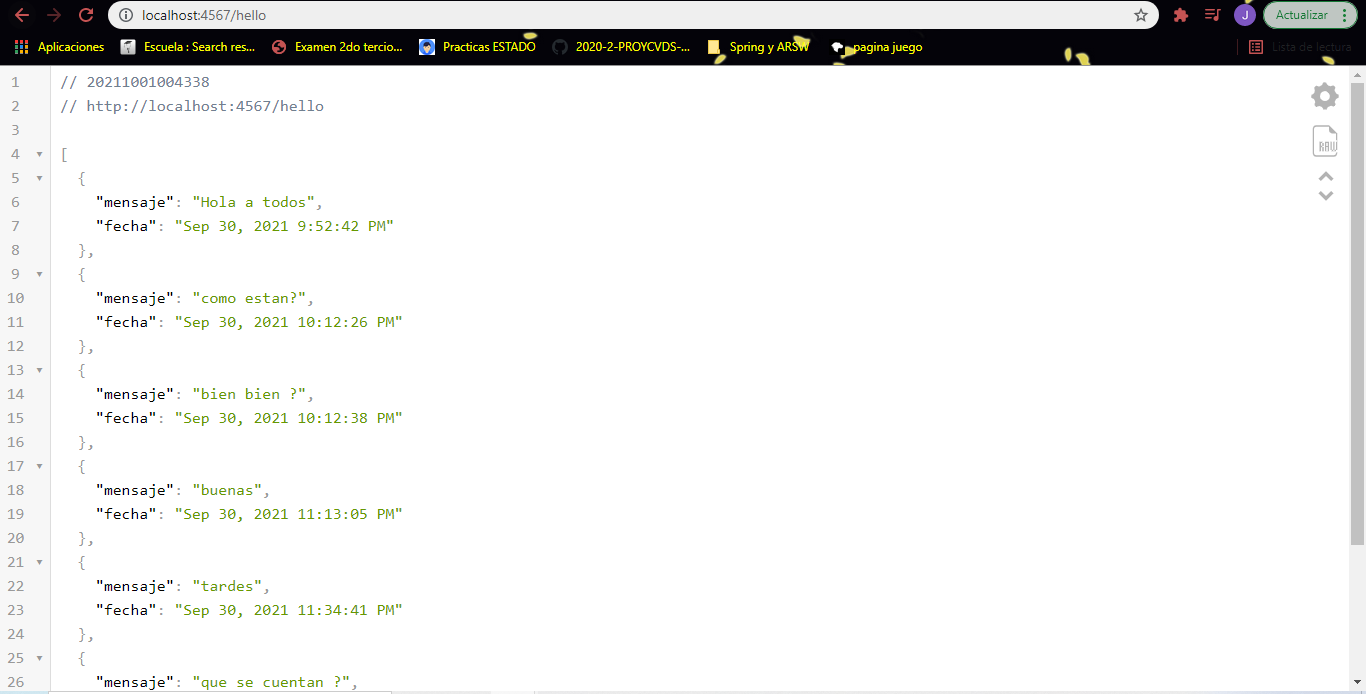 localhost:4567/hello
J
Actualizar
Aplicaciones
Escuela : Search res...
Examen 2do tercio...
Practicas ESTADO
2020-2-PROYCVDS-...
Spring y ARSW
pagina juego
Lista de lectura
1 // 20211001004338
2 // http://localhost:4567/hello
3
4 [
5 {
6 "mensaje": "Hola a todos",
7 "fecha": "Sep 30, 2021 9:52:42 PM"
8 },
9 {
10 "mensaje": "como estan?",
11 "fecha": "Sep 30, 2021 10:12:26 PM"
12 },
13 {
14 "mensaje": "bien bien ?",
15 "fecha": "Sep 30, 2021 10:12:38 PM"
16 },
17 {
18 "mensaje": "buenas",
19 "fecha": "Sep 30, 2021 11:13:05 PM"
20 },
21 {
22 "mensaje": "tardes",
23 "fecha": "Sep 30, 2021 11:34:41 PM"
24 },
25 {
26 "mensaje": "que se cuentan ?",
RAW